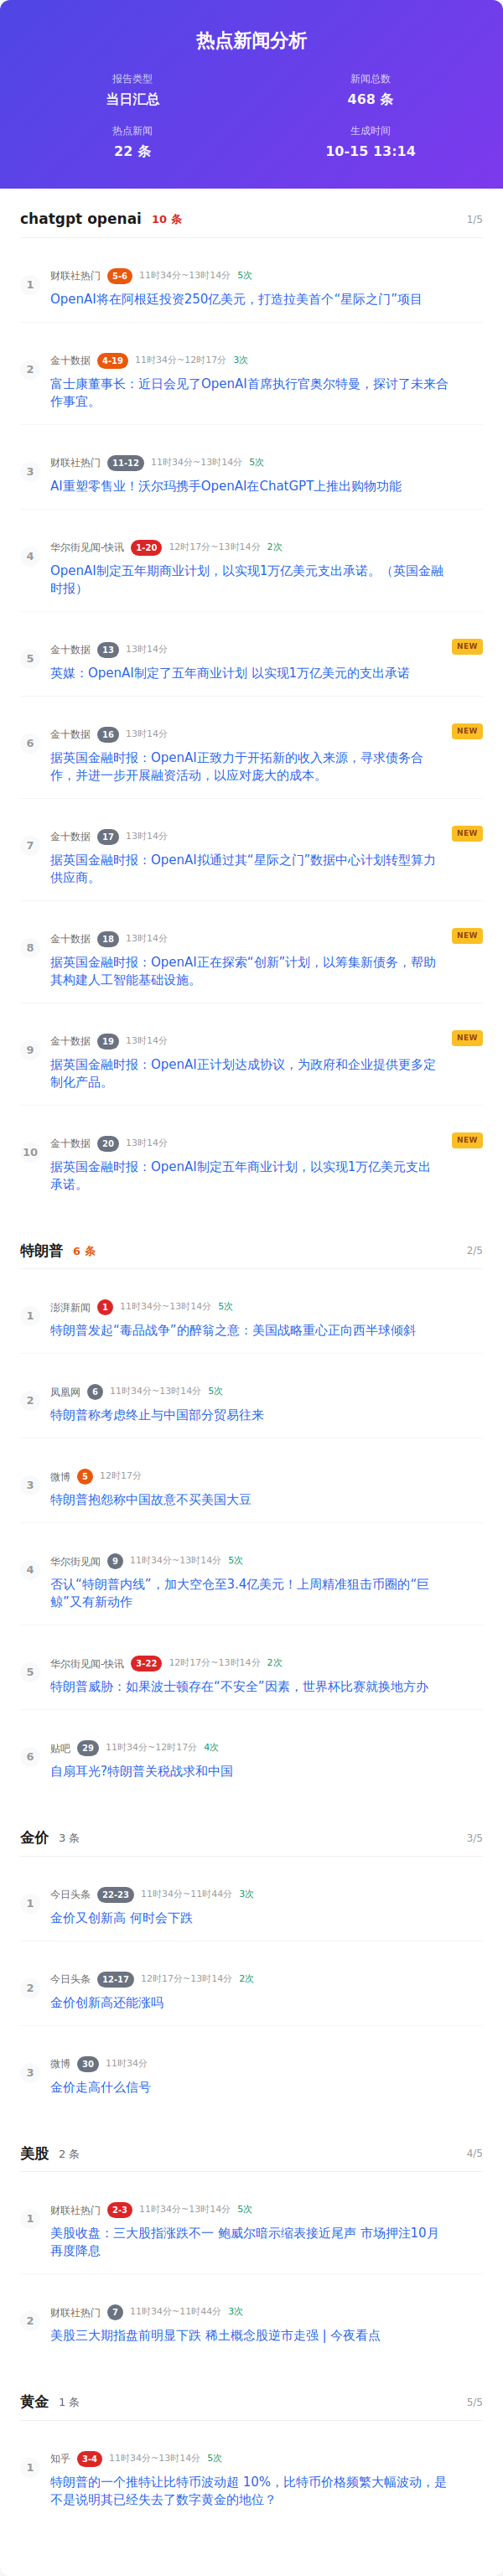 热点新闻分析
报告类型
当日汇总
新闻总数
468 条
热点新闻
22 条
生成时间
10-15 13:14
chatgpt openai 10 条 1/5
1
财联社热门 5-6 11时34分~13时14分 5次
OpenAI将在阿根廷投资250亿美元，打造拉美首个“星际之门”项目
2
金十数据 4-19 11时34分~12时17分 3次
富士康董事长：近日会见了OpenAI首席执行官奥尔特曼，探讨了未来合
作事宜。
3
财联社热门 11-12 11时34分~13时14分 5次
AI重塑零售业！沃尔玛携手OpenAI在ChatGPT上推出购物功能
4
华尔街见闻-快讯 1-20 12时17分~13时14分 2次
OpenAI制定五年期商业计划，以实现1万亿美元支出承诺。（英国金融
时报）
5
金十数据 13 13时14分 NEW
英媒：OpenAI制定了五年商业计划 以实现1万亿美元的支出承诺
6
金十数据 16 13时14分 NEW
据英国金融时报：OpenAI正致力于开拓新的收入来源，寻求债务合
作，并进一步开展融资活动，以应对庞大的成本。
7
金十数据 17 13时14分 NEW
据英国金融时报：OpenAI拟通过其“星际之门”数据中心计划转型算力
供应商。
8
金十数据 18 13时14分 NEW
据英国金融时报：OpenAI正在探索“创新”计划，以筹集新债务，帮助
其构建人工智能基础设施。
9
金十数据 19 13时14分 NEW
据英国金融时报：OpenAI正计划达成协议，为政府和企业提供更多定
制化产品。
10
金十数据 20 13时14分 NEW
据英国金融时报：OpenAI制定五年商业计划，以实现1万亿美元支出
承诺。
特朗普 6 条 2/5
1
澎湃新闻 1 11时34分~13时14分 5次
特朗普发起“毒品战争”的醉翁之意：美国战略重心正向西半球倾斜
2
凤凰网 6 11时34分~13时14分 5次
特朗普称考虑终止与中国部分贸易往来
3
微博 5 12时17分
特朗普抱怨称中国故意不买美国大豆
4
华尔街见闻 9 11时34分~13时14分 5次
否认“特朗普内线”，加大空仓至3.4亿美元！上周精准狙击币圈的“巨
鲸”又有新动作
5
华尔街见闻-快讯 3-22 12时17分~13时14分 2次
特朗普威胁：如果波士顿存在“不安全”因素，世界杯比赛就换地方办
6
贴吧 29 11时34分~12时17分 4次
自扇耳光?特朗普关税战求和中国
金价 3 条 3/5
1
今日头条 22-23 11时34分~11时44分 3次
金价又创新高 何时会下跌
2
今日头条 12-17 12时17分~13时14分 2次
金价创新高还能涨吗
3
微博 30 11时34分
金价走高什么信号
美股 2 条 4/5
1
财联社热门 2-3 11时34分~13时14分 5次
美股收盘：三大股指涨跌不一 鲍威尔暗示缩表接近尾声 市场押注10月
再度降息
2
财联社热门 7 11时34分~11时44分 3次
美股三大期指盘前明显下跌 稀土概念股逆市走强 | 今夜看点
黄金 1 条 5/5
1
知乎 3-4 11时34分~13时14分 5次
特朗普的一个推特让比特币波动超 10%，比特币价格频繁大幅波动，是
不是说明其已经失去了数字黄金的地位？